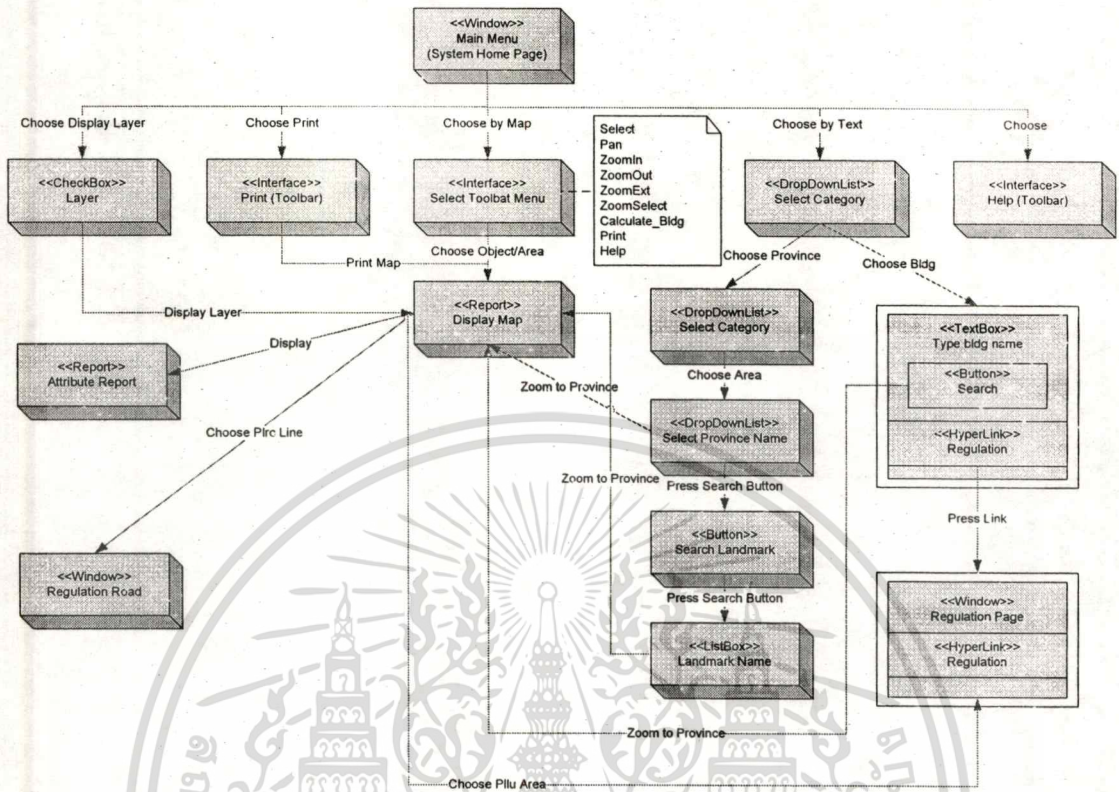 <<Window>>
Main Menu
(System Home Page)
Choose Display Layer
Choose Print
Choose by Map
Choose by Text
Choose
<<CheckBox>>
Layer
<<Interface>>
Print (Toolbar)
<<Interface>>
Select Toolbat Menu
Select
Pan
ZoomIn
ZoomOut
ZoomExt
ZoomSelect
Calculate_Bldg
Print
Help
<<DropDownList>>
Select Category
<<Interface>>
Help (Toolbar)
Print Map
Choose Object/Area
Choose Province
Choose Bldg
Display Layer
<<Report>>
Display Map
<<DropDownList>>
Select Category
<<TextBox>>
Type bldg name
<<Button>>
Search
<<HyperLink>>
Regulation
Display
<<Report>>
Attribute Report
Zoom to Province
Choose Area
<<DropDownList>>
Select Province Name
Choose Plrc Line
Zoom to Province
Press Search Button
Press Link
<<Window>>
Regulation Road
<<Button>>
Search Landmark
Press Search Button
<<ListBox>>
Landmark Name
<<Window>>
Regulation Page
<<HyperLink>>
Regulation
Zoom to Province
Choose Pllu Area